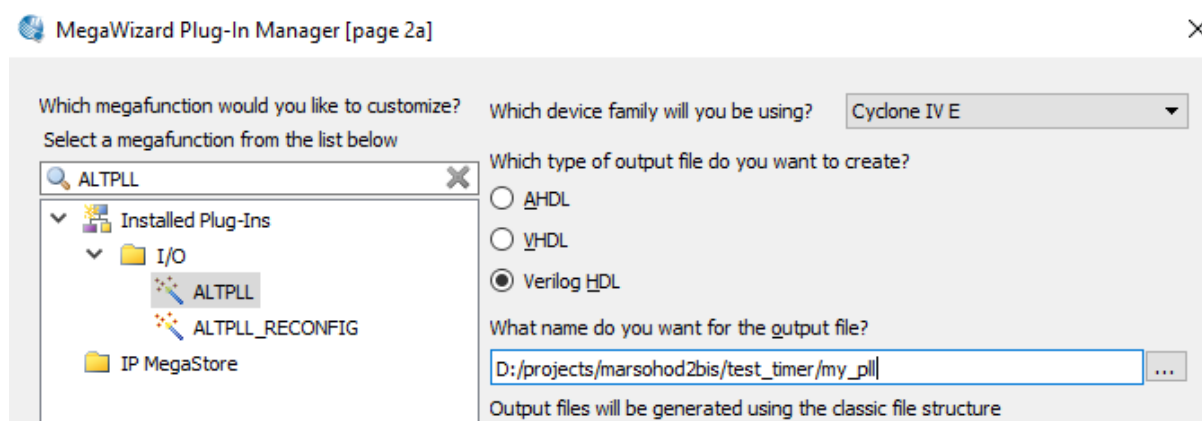 MegaWizard Plug-In Manager [page 2a]
Which megafunction would you like to customize?
Select a megafunction from the list below
ALTPLL
Installed Plug-Ins
I/O
ALTPLL
ALTPLL_RECONFIG
IP MegaStore
Which device family will you be using? Cyclone IV E
Which type of output file do you want to create?
AHDL
VHDL
Verilog HDL
What name do you want for the output file?
D:/projects/marsohod2bis/test_timer/my_pll
...
Output files will be generated using the classic file structure